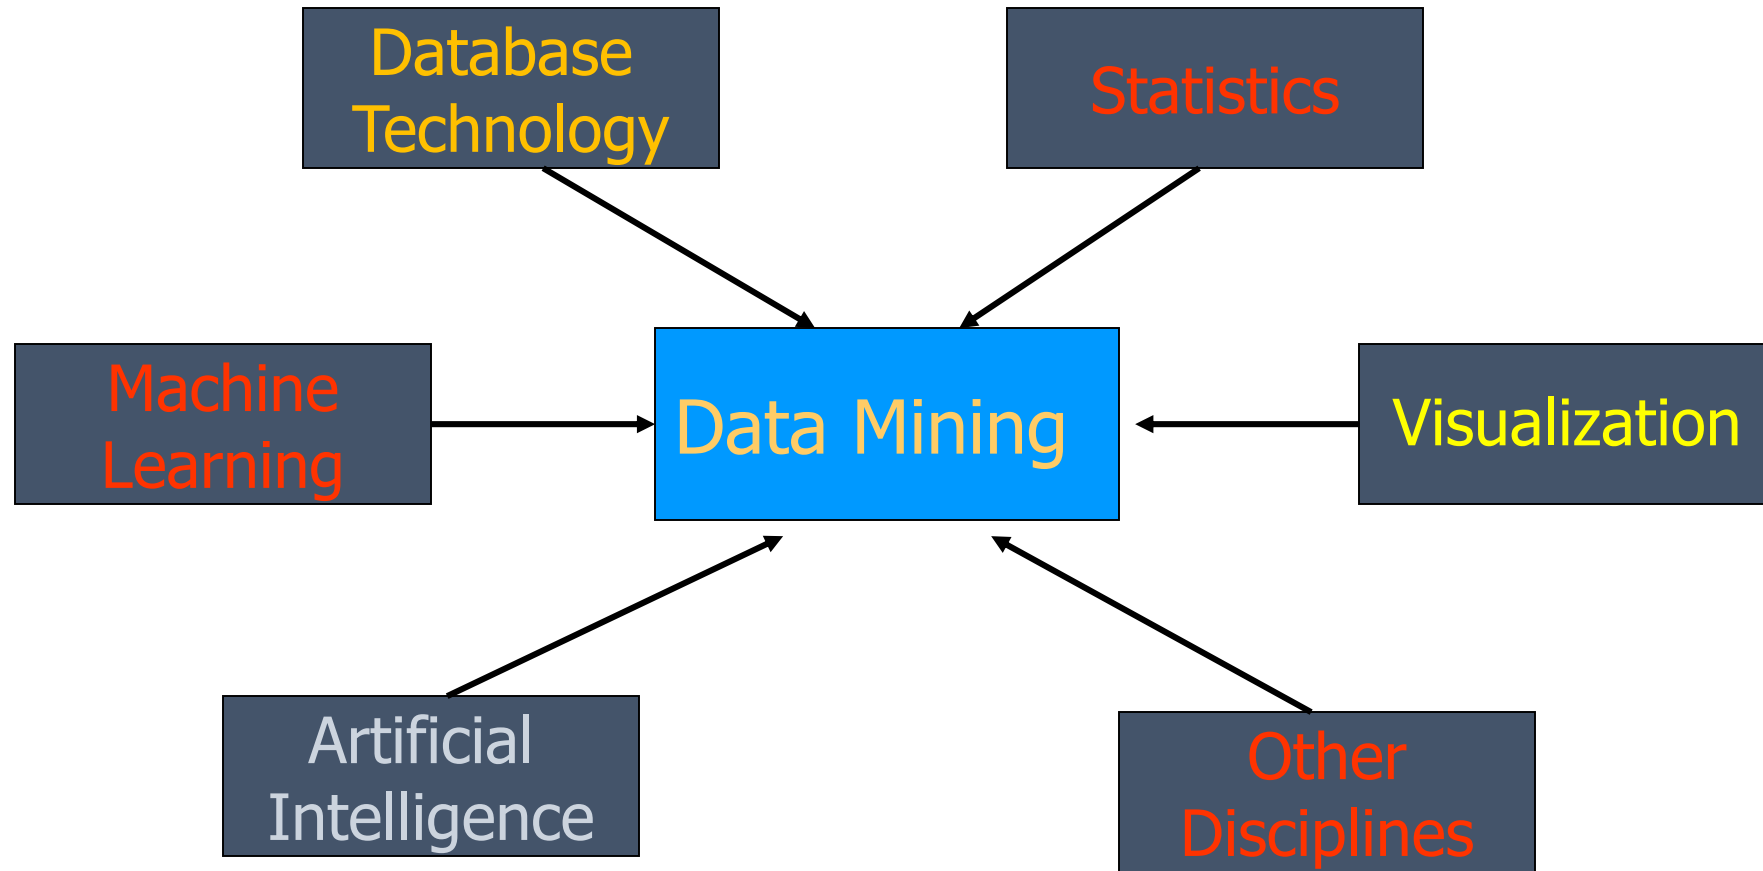 Database
Technology
Statistics
Machine
Learning
Data Mining
Visualization
Artificial
Intelligence
Other
Disciplines